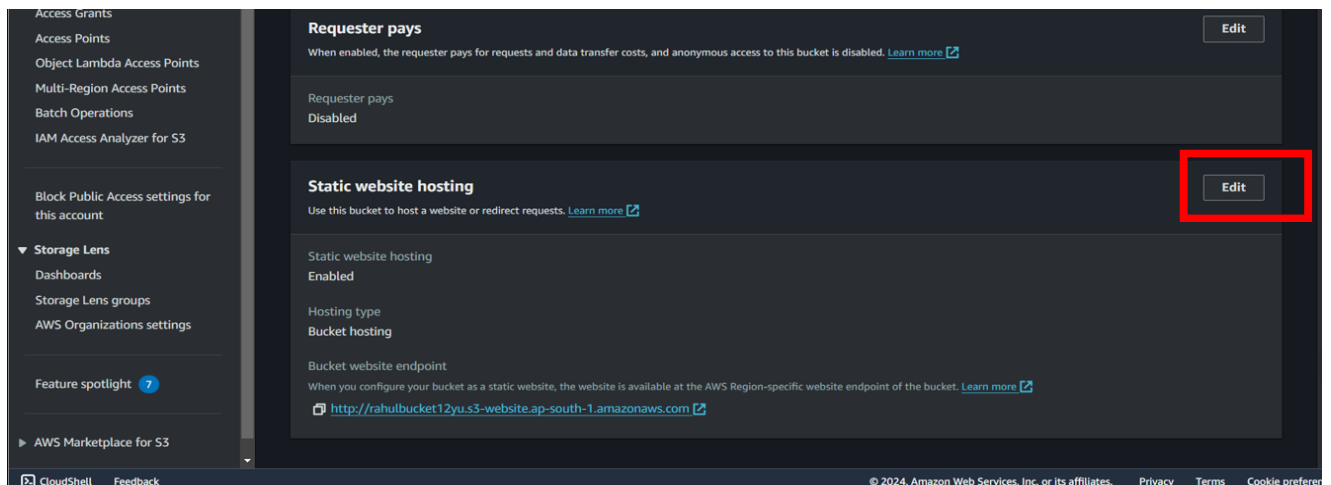 Access Grants
Access Points
Object Lambda Access Points
Multi-Region Access Points
Batch Operations
IAM Access Analyzer for S3
Block Public Access settings for
this account
Storage Lens
Dashboards
Storage Lens groups
AWS Organizations settings
Feature spotlight 7
AWS Marketplace for S3
Requester pays
Edit
When enabled, the requester pays for requests and data transfer costs, and anonymous access to this bucket is disabled. Learn more
Requester pays
Disabled
Static website hosting
Edit
Use this bucket to host a website or redirect requests. Learn more
Static website hosting
Enabled
Hosting type
Bucket hosting
Bucket website endpoint
When you configure your bucket as a static website, the website is available at the AWS Region-specific website endpoint of the bucket. Learn more
http://rahulbucket12yu.s3-website.ap-south-1.amazonaws.com
CloudShell Feedback © 2024, Amazon Web Services, Inc. or its affiliates. Privacy Terms Cookie preferen